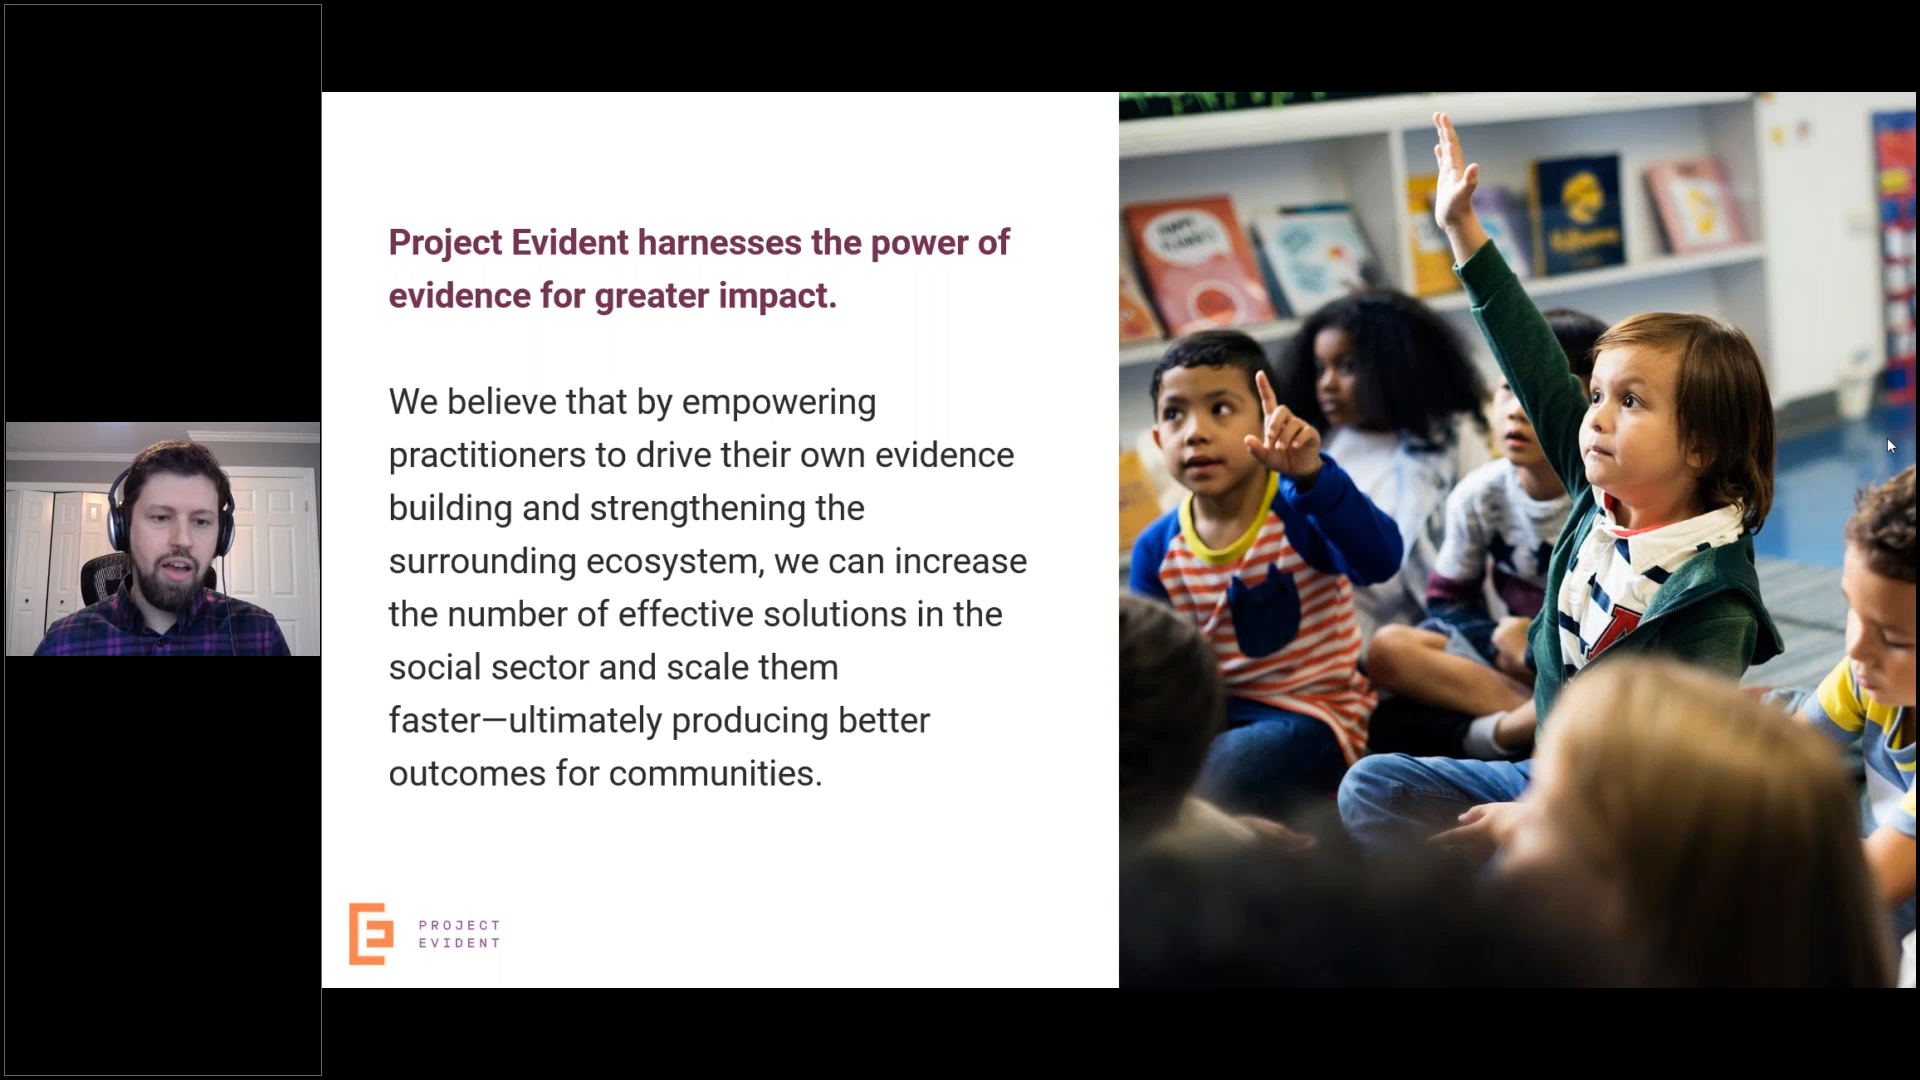 Project Evident harnesses the power of
evidence for greater impact.
We believe that by empowering
practitioners to drive their own evidence
building and strengthening the
surrounding ecosystem, we can increase
the number of effective solutions in the
social sector and scale them
faster—ultimately producing better
outcomes for communities.
PROJECT
EVIDENT